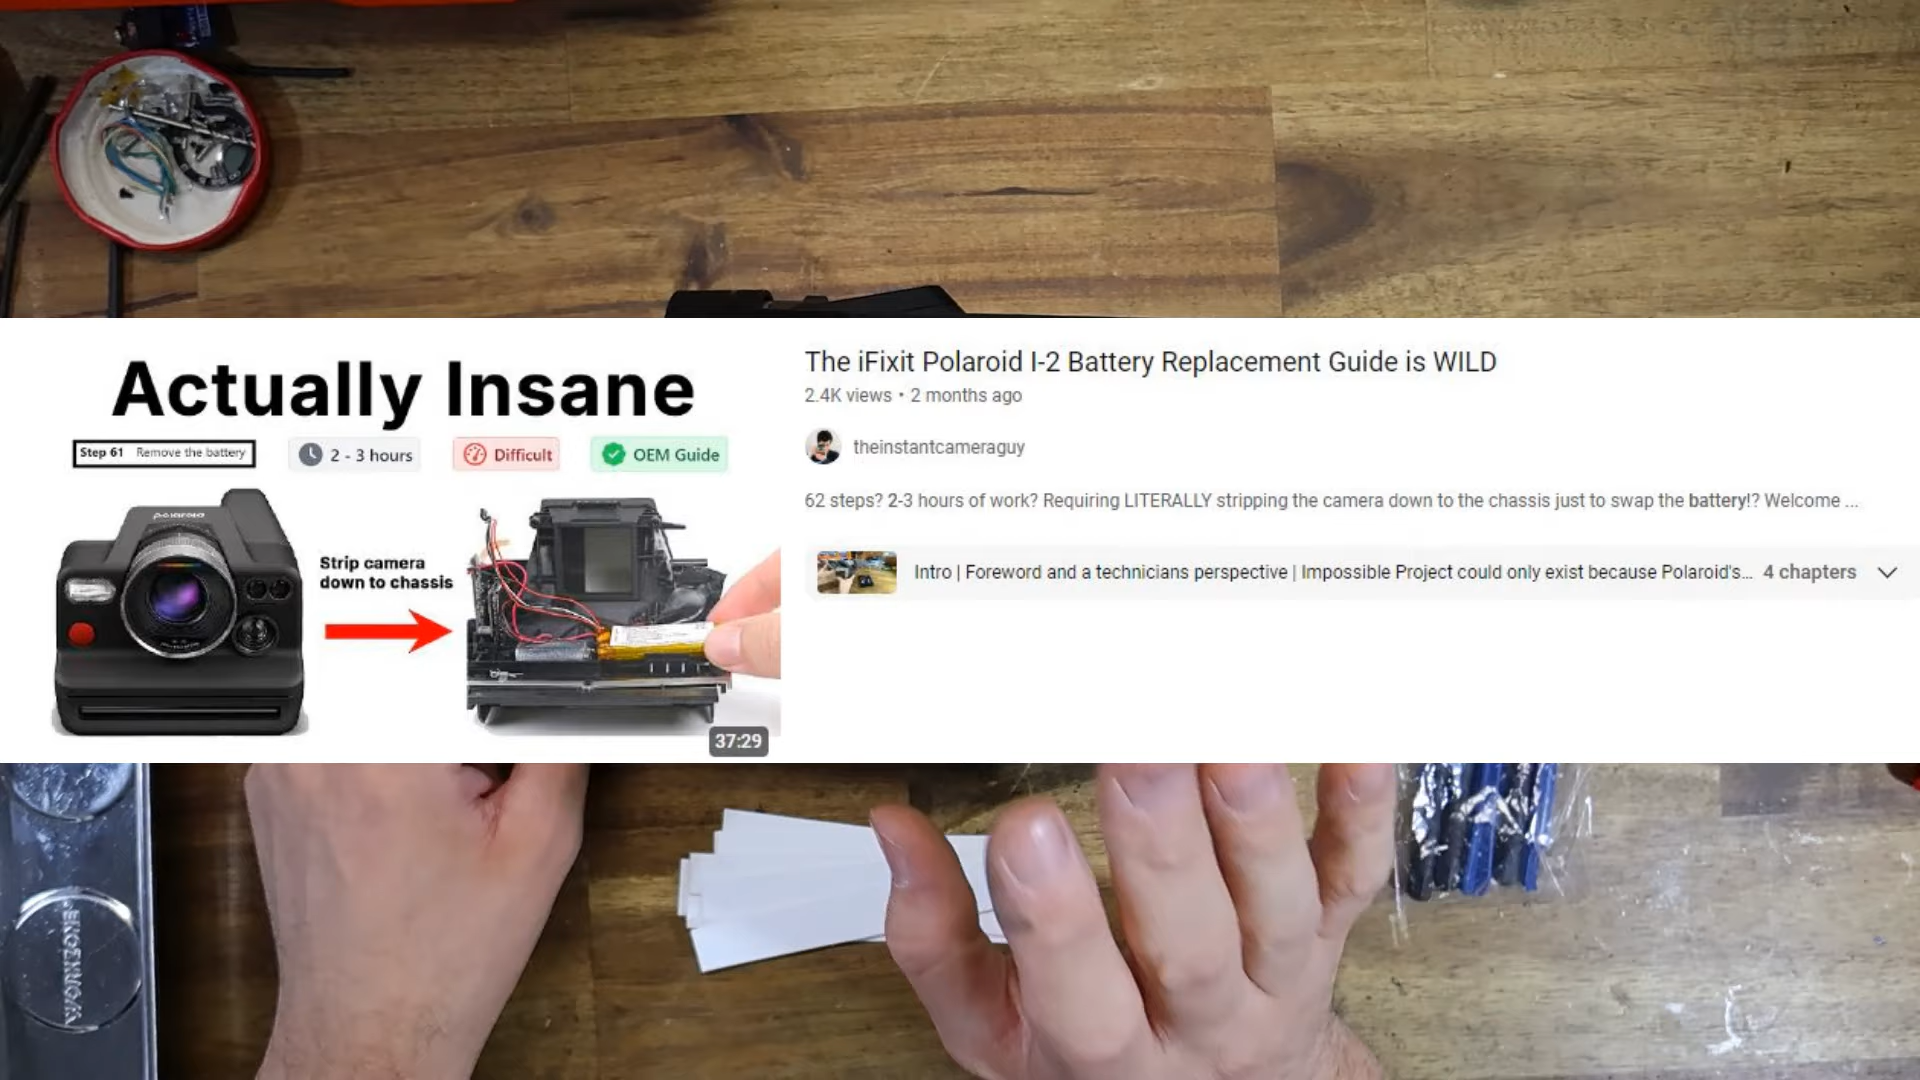 Actually Insane
Step 61 Remove the battery
2 - 3 hours
Difficult
OEM Guide
Polaroid
Strip camera
down to chassis
37:29
The iFixit Polaroid I-2 Battery Replacement Guide is WILD
2.4K views • 2 months ago
theinstantcameraguy
62 steps? 2-3 hours of work? Requiring LITERALLY stripping the camera down to the chassis just to swap the battery!? Welcome ...
Intro | Foreword and a technicians perspective | Impossible Project could only exist because Polaroid's... 4 chapters